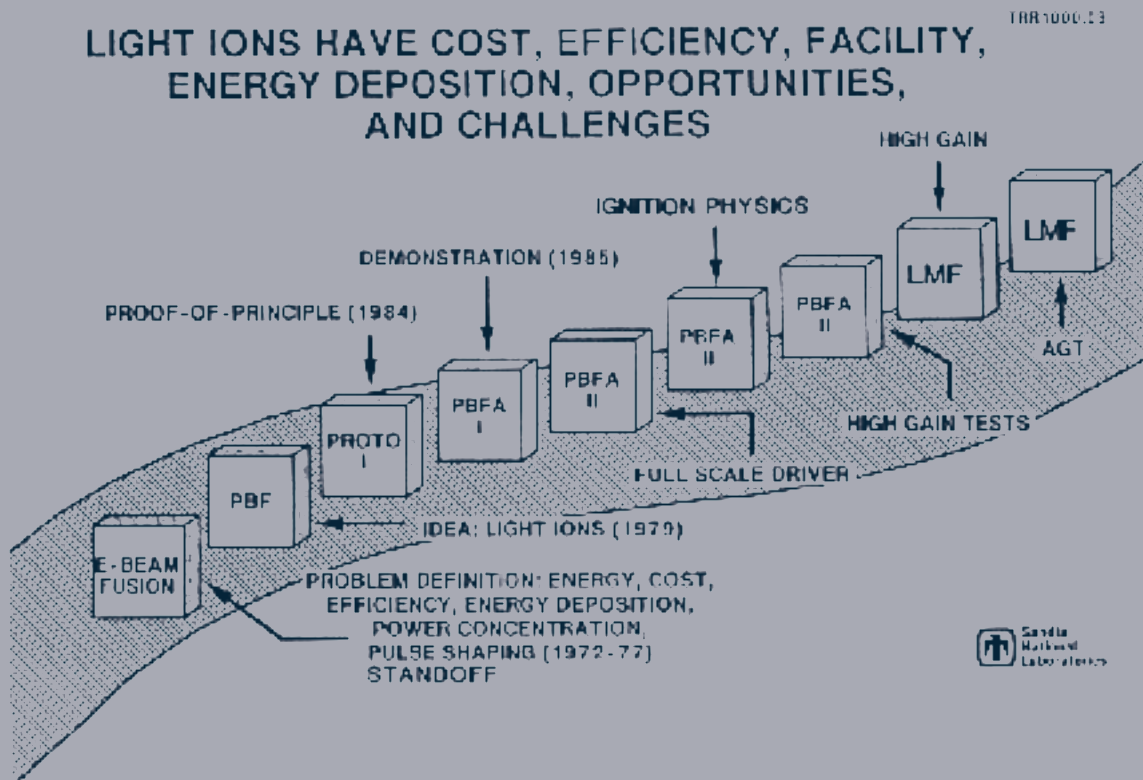 TRR1000.03
LIGHT IONS HAVE COST, EFFICIENCY, FACILITY,
ENERGY DEPOSITION, OPPORTUNITIES,
AND CHALLENGES
HIGH GAIN
LMF
IGNITION PHYSICS
LMF
DEMONSTRATION (1985)
PBFA
II
PROOF-OF-PRINCIPLE (1984)
PBFA
II
AGT
PBFA
II
PBFA
I
HIGH GAIN TESTS
PROTO
I
FULL SCALE DRIVER
PBF
IDEA: LIGHT IONS (1979)
E-BEAM
FUSION
PROBLEM DEFINITION: ENERGY, COST,
EFFICIENCY, ENERGY DEPOSITION,
POWER CONCENTRATION,
PULSE SHAPING (1972-77)
STANDOFF
Sandia
National
Laboratories